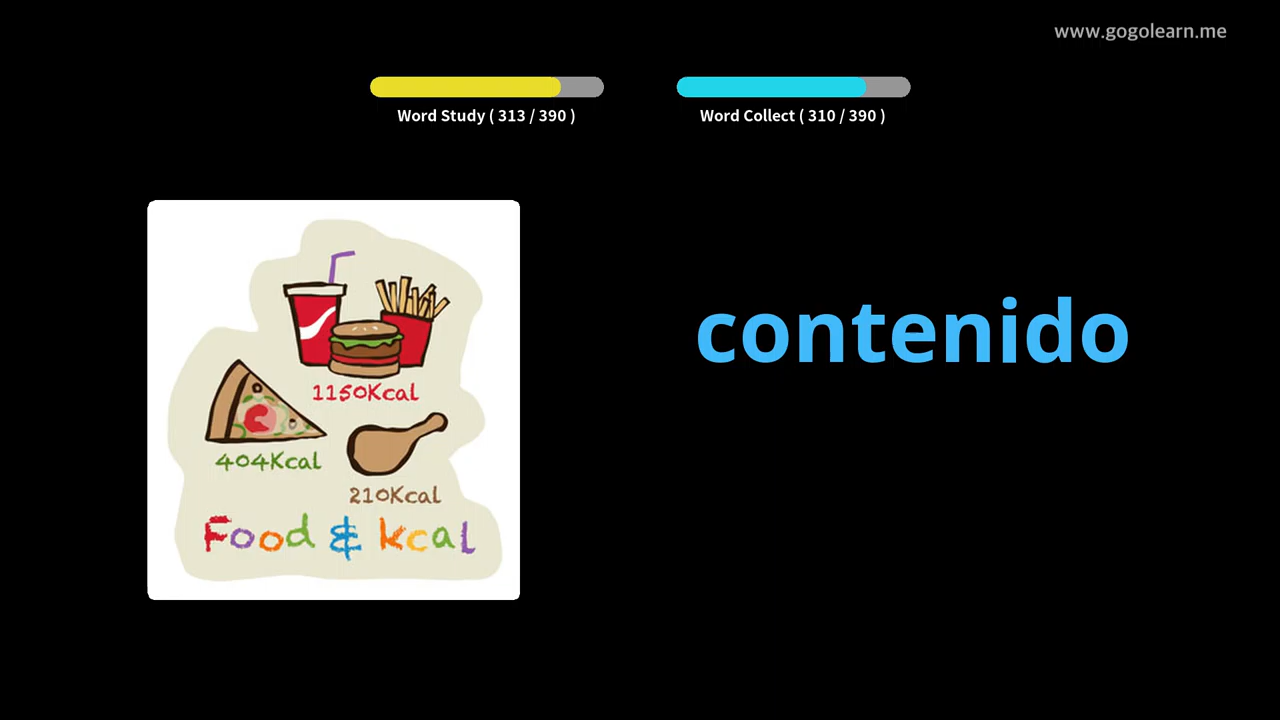 www.gogolearn.me
Word Study ( 313 / 390 )
Word Collect ( 310 / 390 )
contenido
1150Kcal
404Kcal
210Kcal
Food & kcal